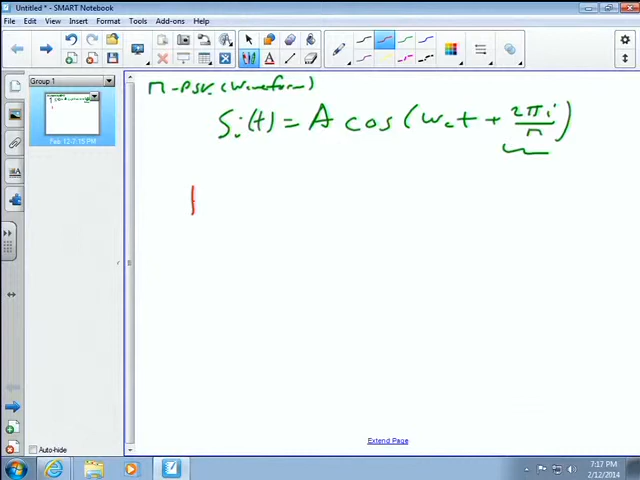 Untitled * - SMART Notebook
File Edit View Insert Format Tools Add-ons Help
Group 1
Feb 12-7:15 PM
n-PSK (Waveform)
Si(t) = A cos(wct + 2πi/n)
Extend Page
Auto-hide
7:17 PM
2/12/2014